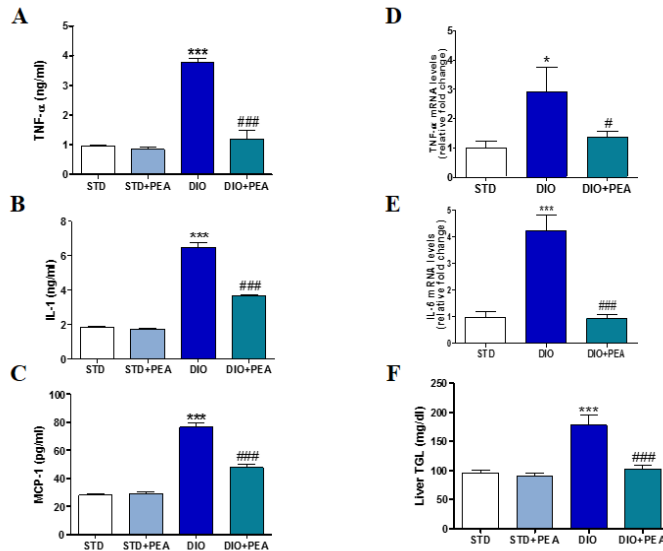 A
TNF-α (ng/ml)
5
4
3
2
1
0
***
###
STD STD+PEA DIO DIO+PEA
B
IL-1 (ng/ml)
8
6
4
2
0
***
###
STD STD+PEA DIO DIO+PEA
C
MCP-1 (pg/ml)
100
80
60
40
20
0
***
###
STD STD+PEA DIO DIO+PEA
D
TNF-α mRNA levels
(relative fold change)
5
4
3
2
1
0
*
#
STD DIO DIO+PEA
E
IL-6 mRNA levels
(relative fold change)
5
4
3
2
1
0
***
###
STD DIO DIO+PEA
F
Liver TGL (mg/dl)
250
200
150
100
50
0
***
###
STD STD+PEA DIO DIO+PEA